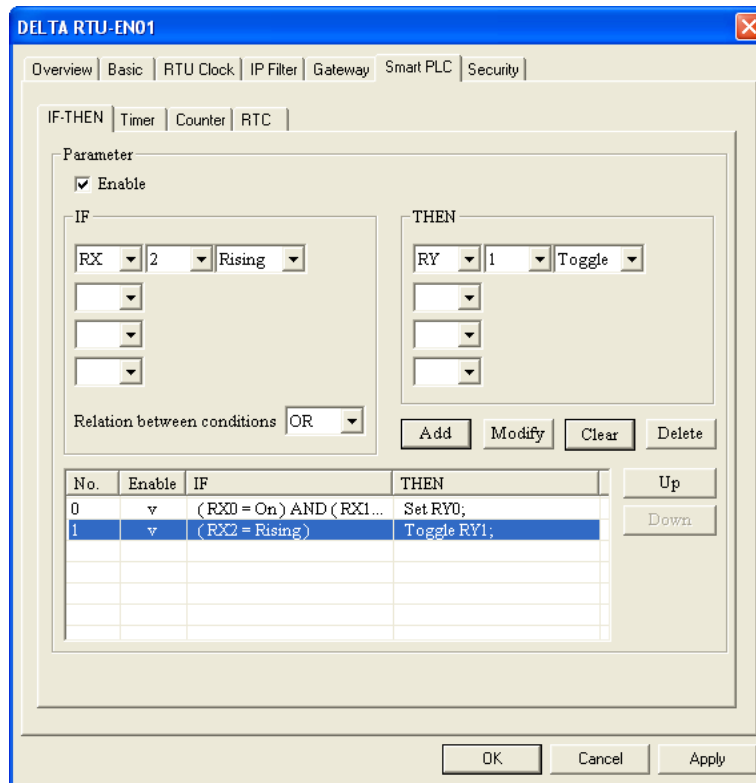 DELTA RTU-EN01
Overview Basic RTU Clock IP Filter Gateway Smart PLC Security
IF-THEN Timer Counter RTC
Parameter
Enable
IF THEN
RX 2 Rising RY 1 Toggle
Relation between conditions OR
Add Modify Clear Delete
No. Enable IF THEN Up
0 v ( RX0 = On ) AND ( RX1... Set RY0;
Down
1 v ( RX2 = Rising ) Toggle RY1;
OK Cancel Apply